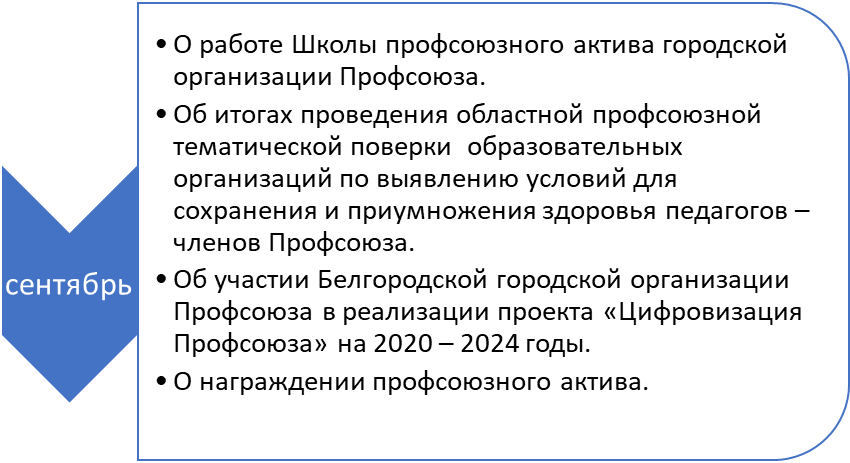 сентябрь
• О работе Школы профсоюзного актива городской
организации Профсоюза.
• Об итогах проведения областной профсоюзной
тематической поверки  образовательных
организаций по выявлению условий для
сохранения и приумножения здоровья педагогов –
членов Профсоюза.
• Об участии Белгородской городской организации
Профсоюза в реализации проекта «Цифровизация
Профсоюза» на 2020 – 2024 годы.
• О награждении профсоюзного актива.